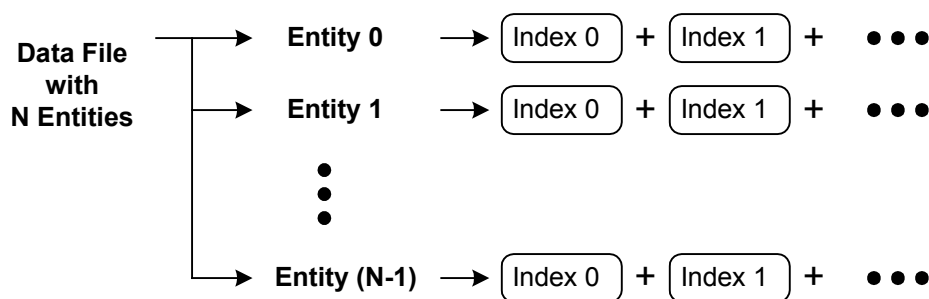 Data File
with
N Entities
Entity 0 Index 0 + Index 1 + •••
Entity 1 Index 0 + Index 1 + •••
Entity (N-1) Index 0 + Index 1 + •••